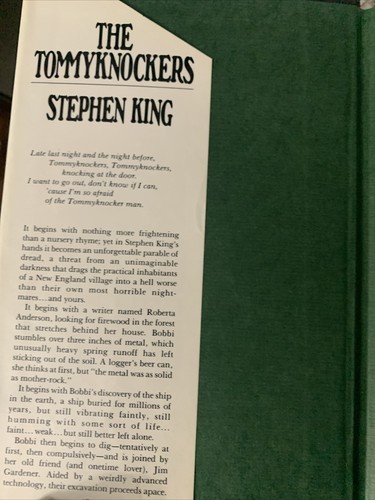 THE
TOMMYKNOCKERS
STEPHEN KING
Late last night and the night before,
Tommyknockers, Tommyknockers,
knocking at the door.
I want to go out, don't know if I can,
'cause I'm so afraid
of the Tommyknocker man.
It begins with nothing more frightening
than a nursery rhyme; yet in Stephen King's
hands it becomes an unforgettable parable of
dread, a threat from an unimaginable
darkness that drags the practical inhabitants
of a New England village into a hell worse
than their own most horrible night-
mares...and yours.
It begins with a writer named Roberta
Anderson, looking for firewood in the forest
that stretches behind her house. Bobbi
stumbles over three inches of metal, which
unusually heavy spring runoff has left
sticking out of the soil. A logger's beer can,
she thinks at first, but "the metal was as solid
as mother-rock."
It begins with Bobbi's discovery of the ship
in the earth, a ship buried for millions of
years, but still vibrating faintly, still
humming with some sort of life...
faint...weak...but still better left alone.
Bobbi then begins to dig—tentatively at
first, then compulsively—and is joined by
her old friend (and onetime lover), Jim
Gardener. Aided by a weirdly advanced
technology, their excavation proceeds apace.